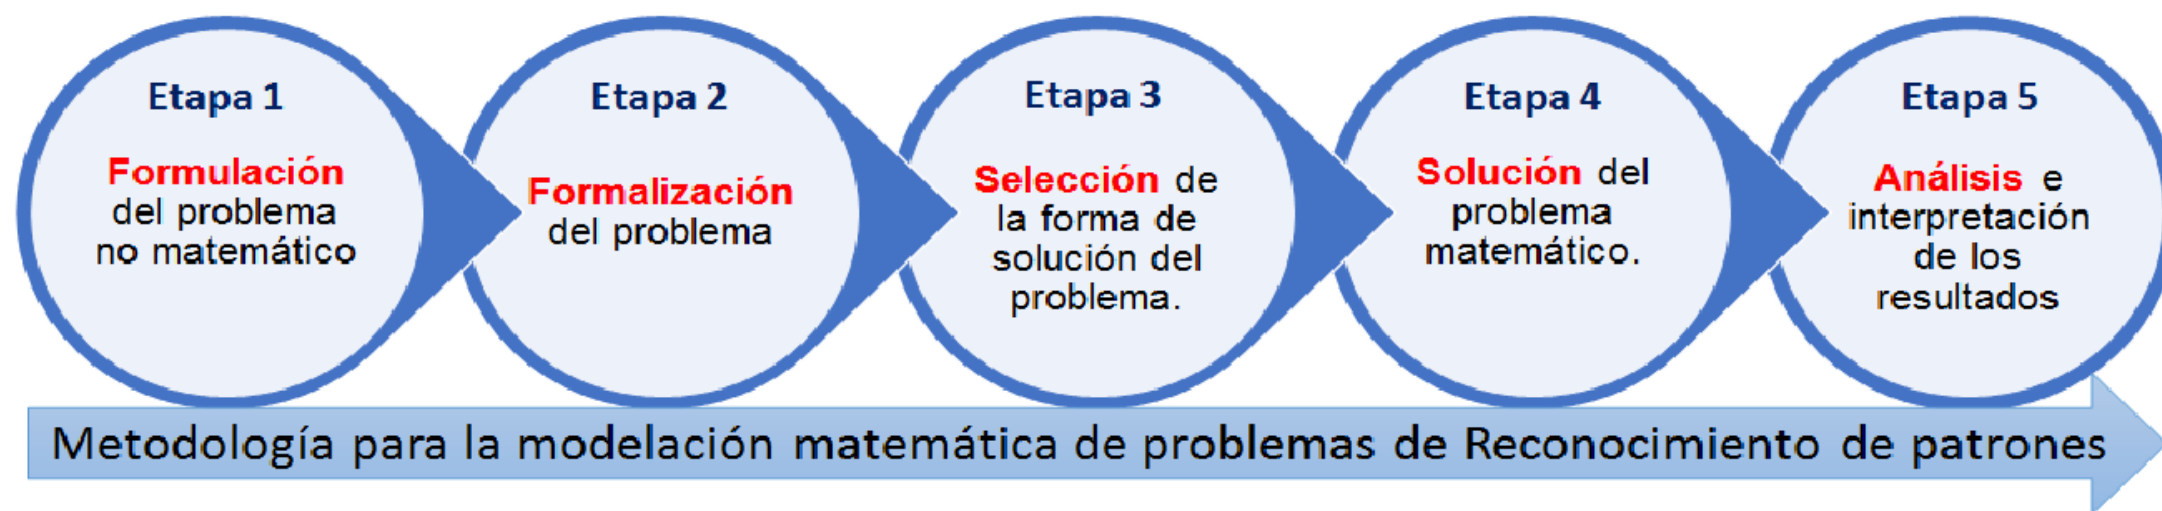 Etapa 1
Formulación
del problema
no matemático
Etapa 2
Formalización
del problema
Etapa 3
Selección de
la forma de
solución del
problema.
Etapa 4
Solución del
problema
matemático.
Etapa 5
Análisis e
interpretación
de los
resultados
Metodología para la modelación matemática de problemas de Reconocimiento de patrones